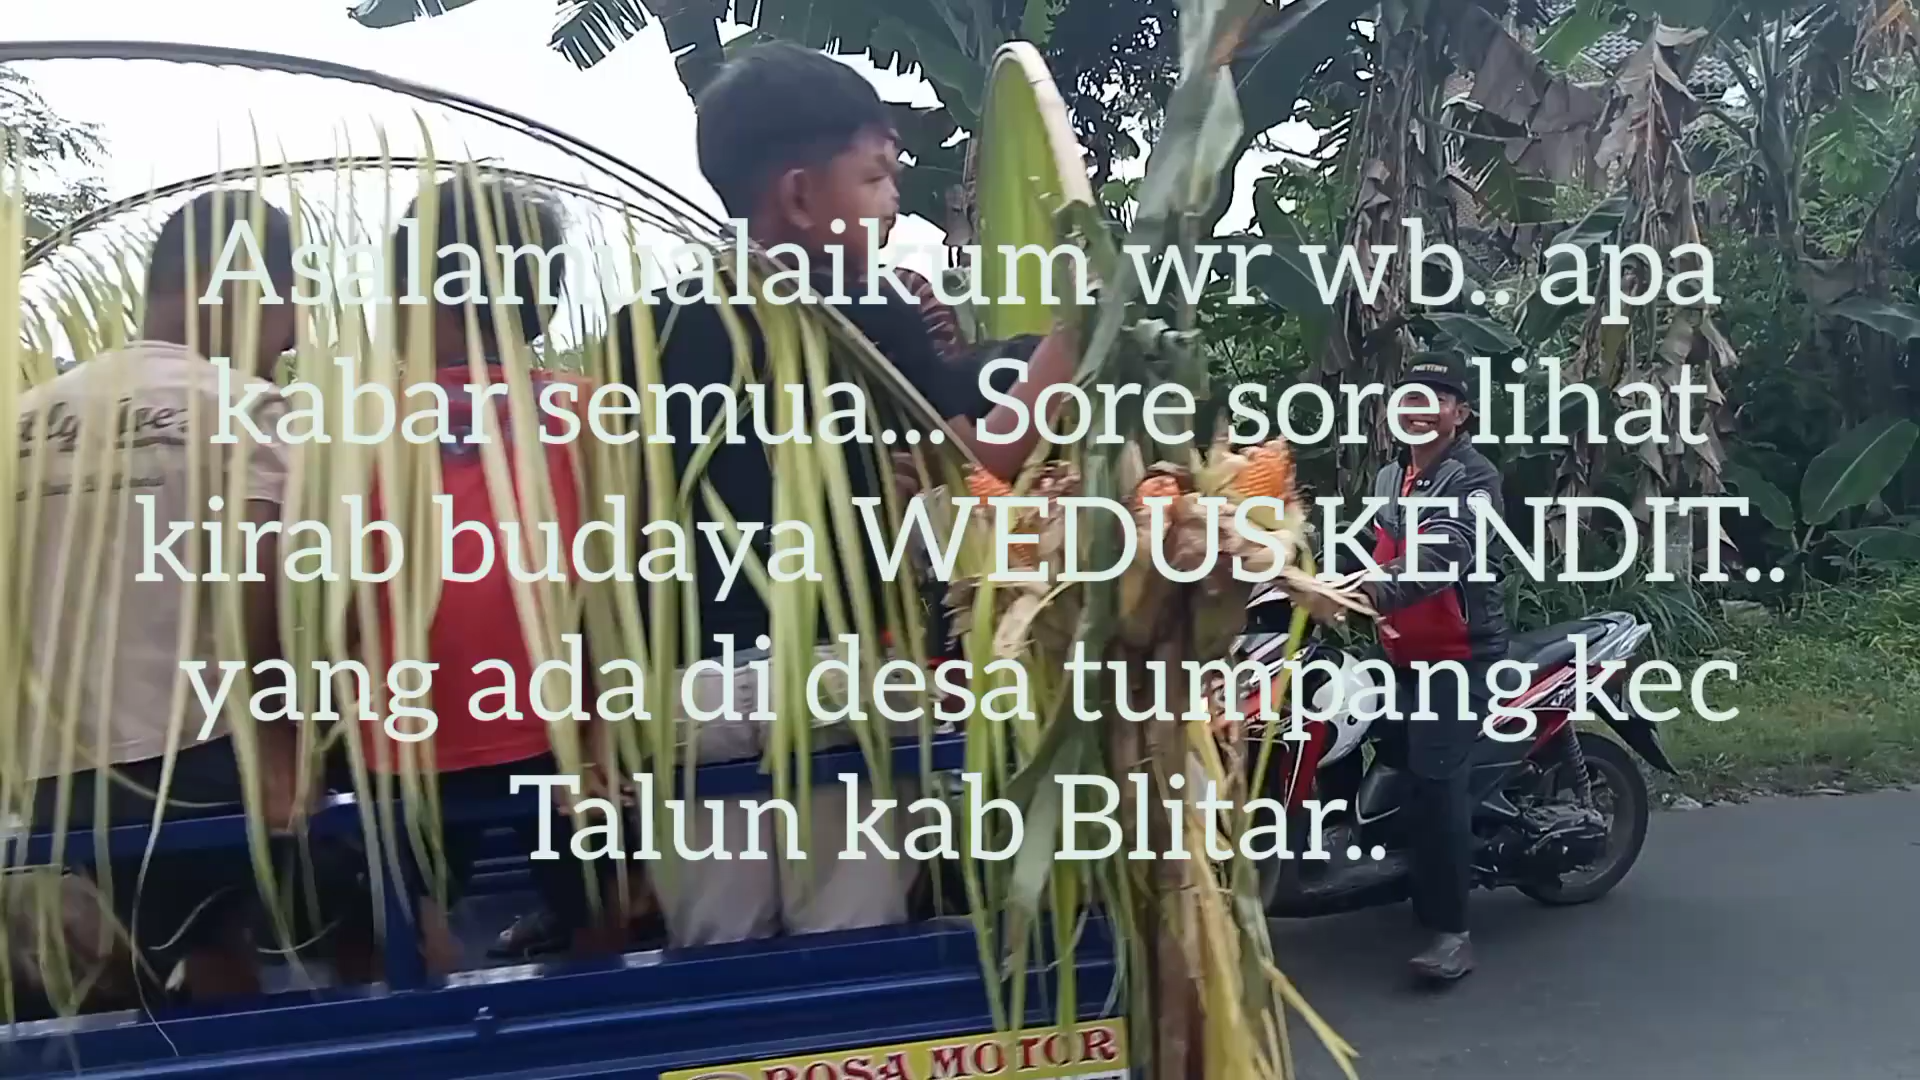 Asalamualaikum wr wb.. apa
kabar semua... Sore sore lihat
kirab budaya WEDUS KENDIT..
yang ada di desa tumpang kec
Talun kab Blitar..
ROSA MOTOR